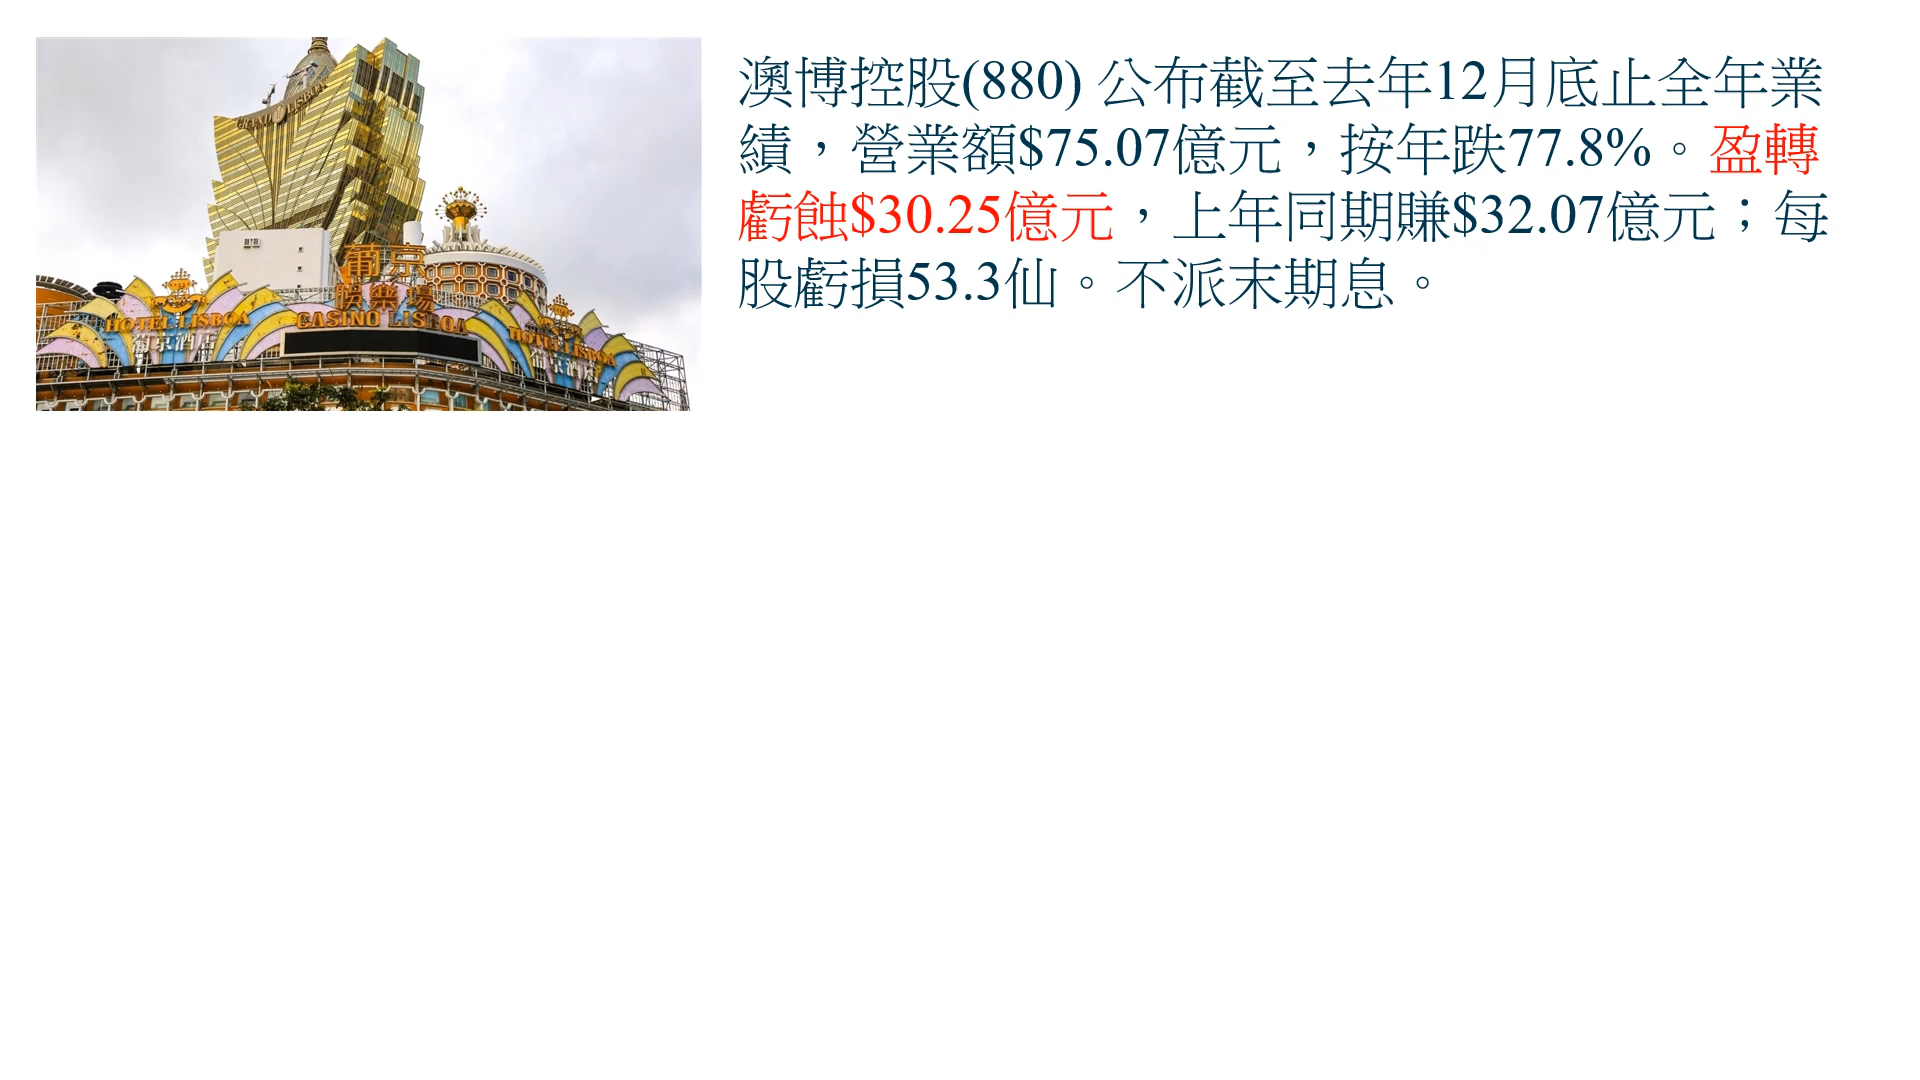 GRAND LISBOA
葡京
娛樂場
HOTEL LISBOA
葡京酒店
CASINO LISBOA
HOTEL LISBOA
葡京酒店
澳博控股(880) 公布截至去年12月底止全年業
績，營業額$75.07億元，按年跌77.8%。盈轉
虧蝕$30.25億元，上年同期賺$32.07億元；每
股虧損53.3仙。不派末期息。